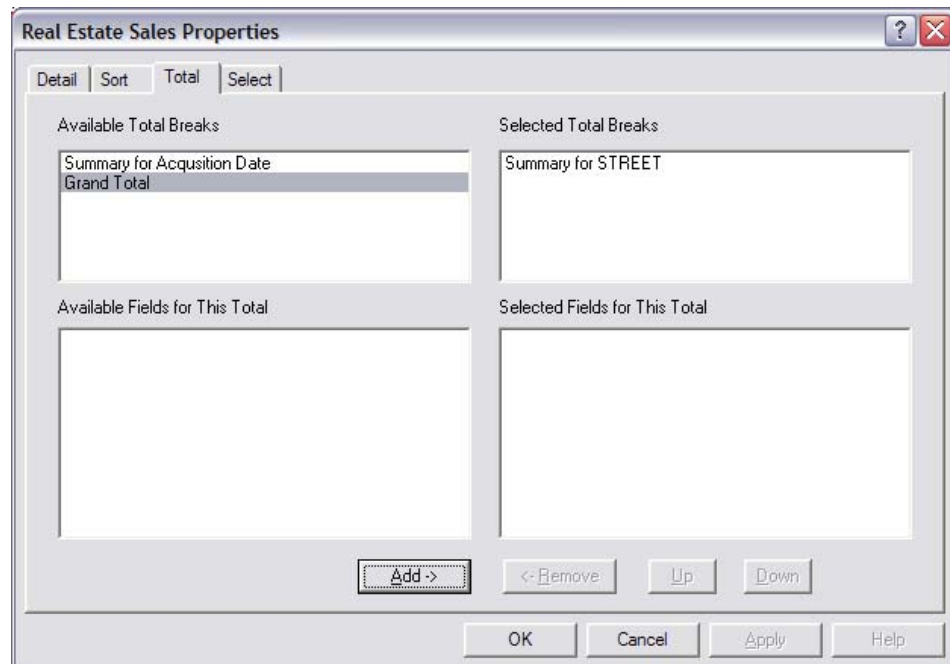 Real Estate Sales Properties
Detail Sort Total Select
Available Total Breaks
Summary for Acqusition Date
Grand Total
Selected Total Breaks
Summary for STREET
Available Fields for This Total
Selected Fields for This Total
Add -> <- Remove Up Down
OK Cancel Apply Help